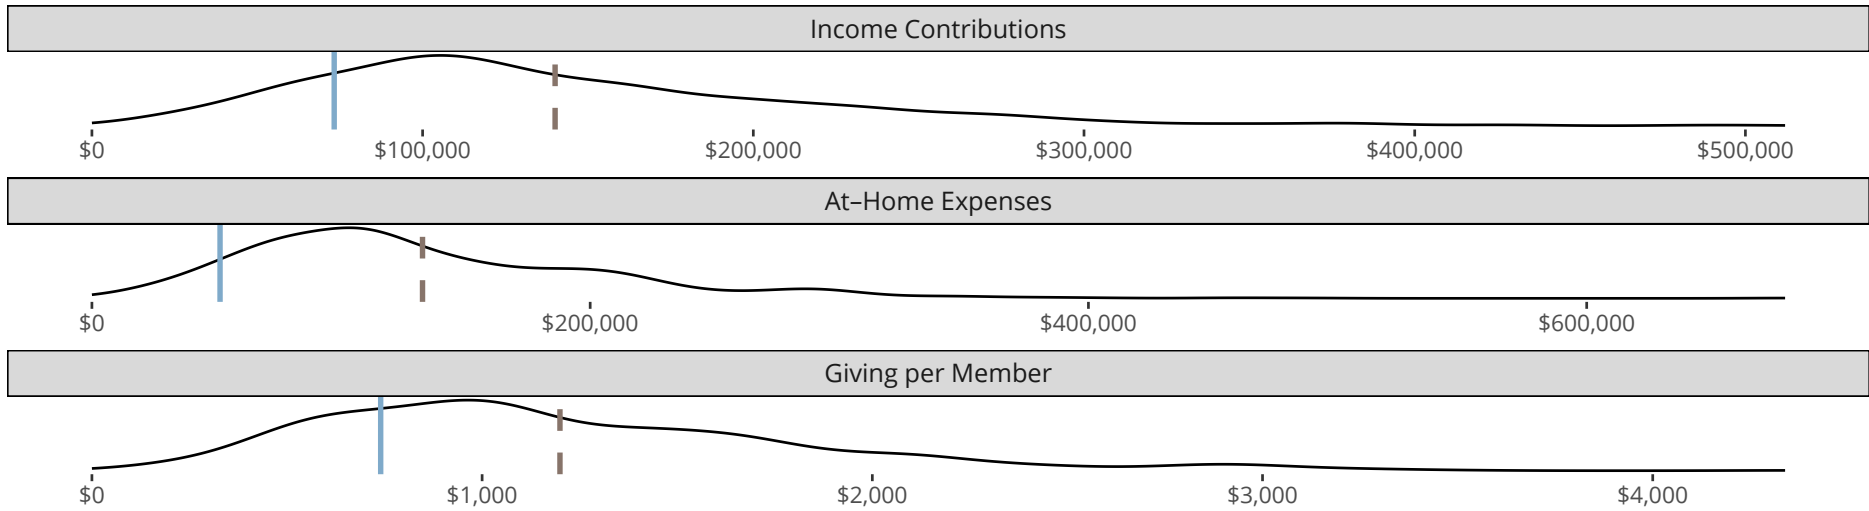 Income Contributions
$0 $100,000 $200,000 $300,000 $400,000 $500,000
At–Home Expenses
$0 $200,000 $400,000 $600,000
Giving per Member
$0 $1,000 $2,000 $3,000 $4,000